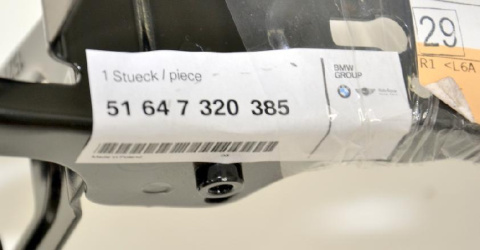 1 Stueck / piece
51 64 7 320 385
BMW
GROUP
29
R1 <L6A